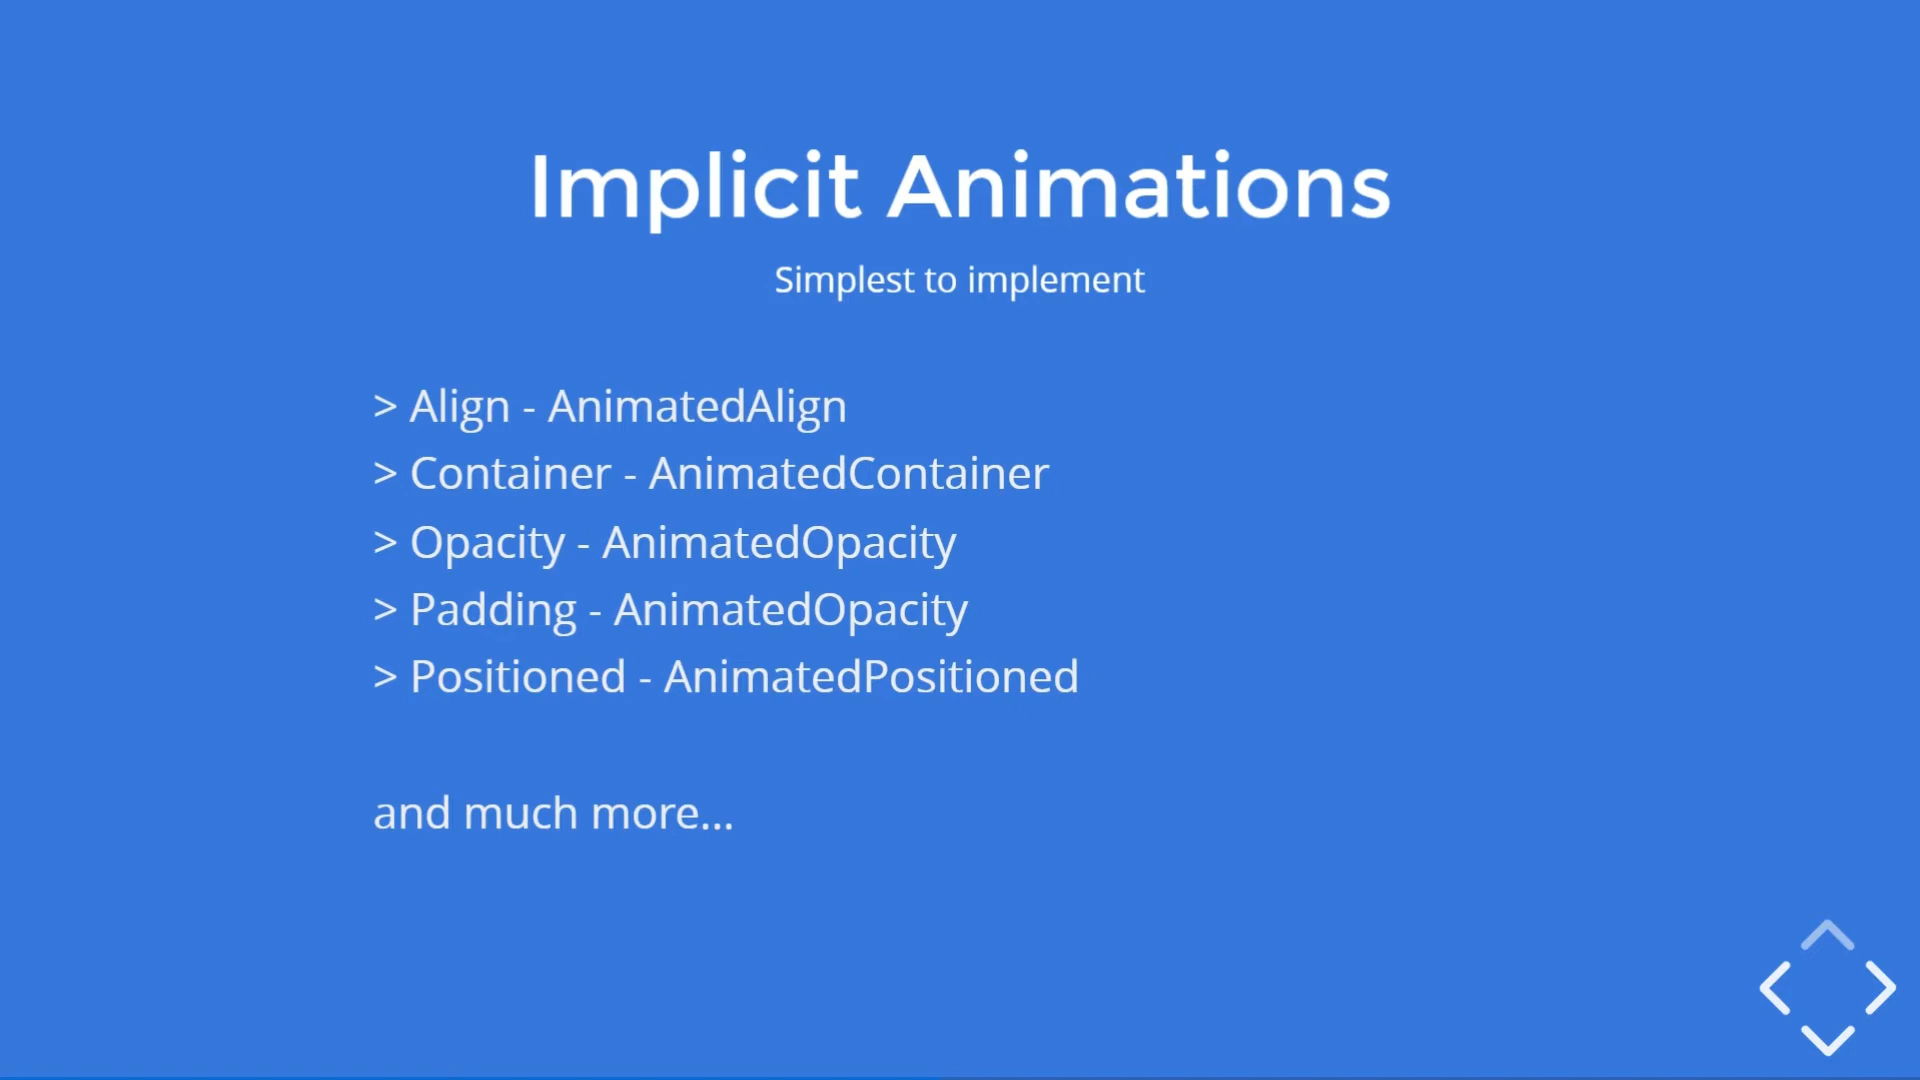 Implicit Animations
Simplest to implement
> Align - AnimatedAlign
> Container - AnimatedContainer
> Opacity - AnimatedOpacity
> Padding - AnimatedOpacity
> Positioned - AnimatedPositioned
and much more...